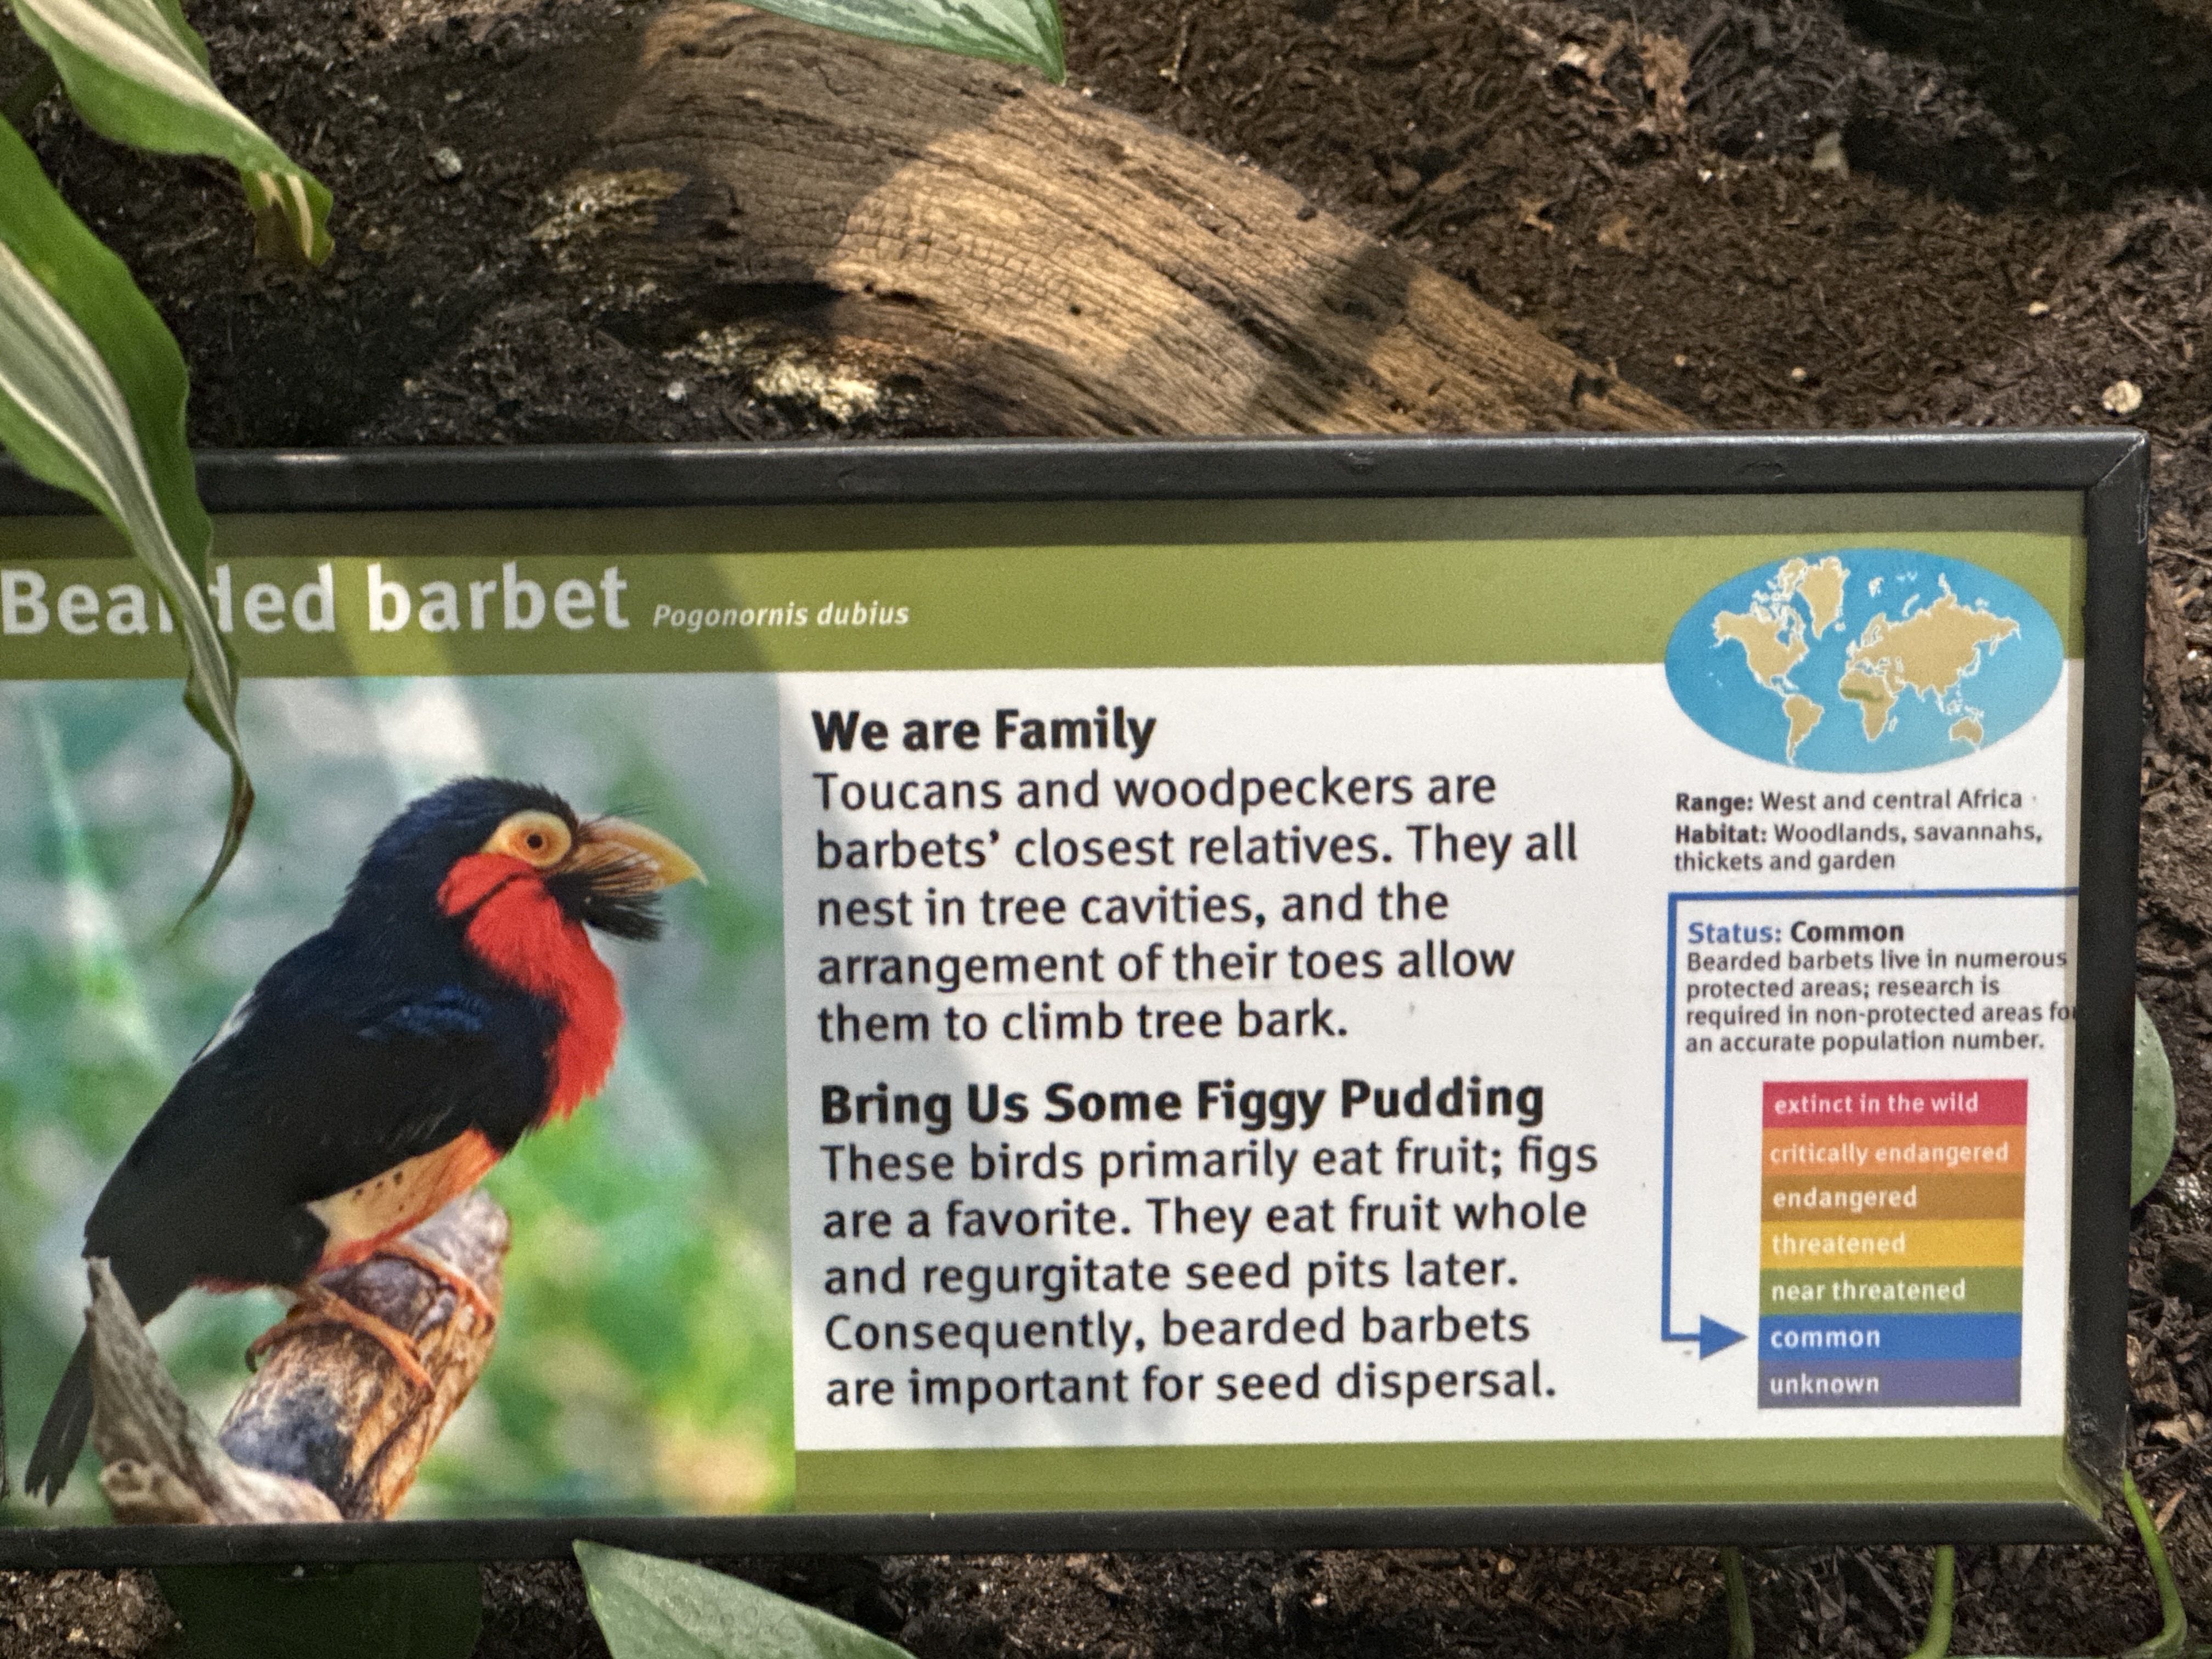 Bearded barbet Pogonornis dubius
We are Family
Toucans and woodpeckers are
barbets’ closest relatives. They all
nest in tree cavities, and the
arrangement of their toes allow
them to climb tree bark.
Bring Us Some Figgy Pudding
These birds primarily eat fruit; figs
are a favorite. They eat fruit whole
and regurgitate seed pits later.
Consequently, bearded barbets
are important for seed dispersal.
Range: West and central Africa
Habitat: Woodlands, savannahs,
thickets and garden
Status: Common
Bearded barbets live in numerous
protected areas; research is
required in non-protected areas for
an accurate population number.
extinct in the wild
critically endangered
endangered
threatened
near threatened
common
unknown